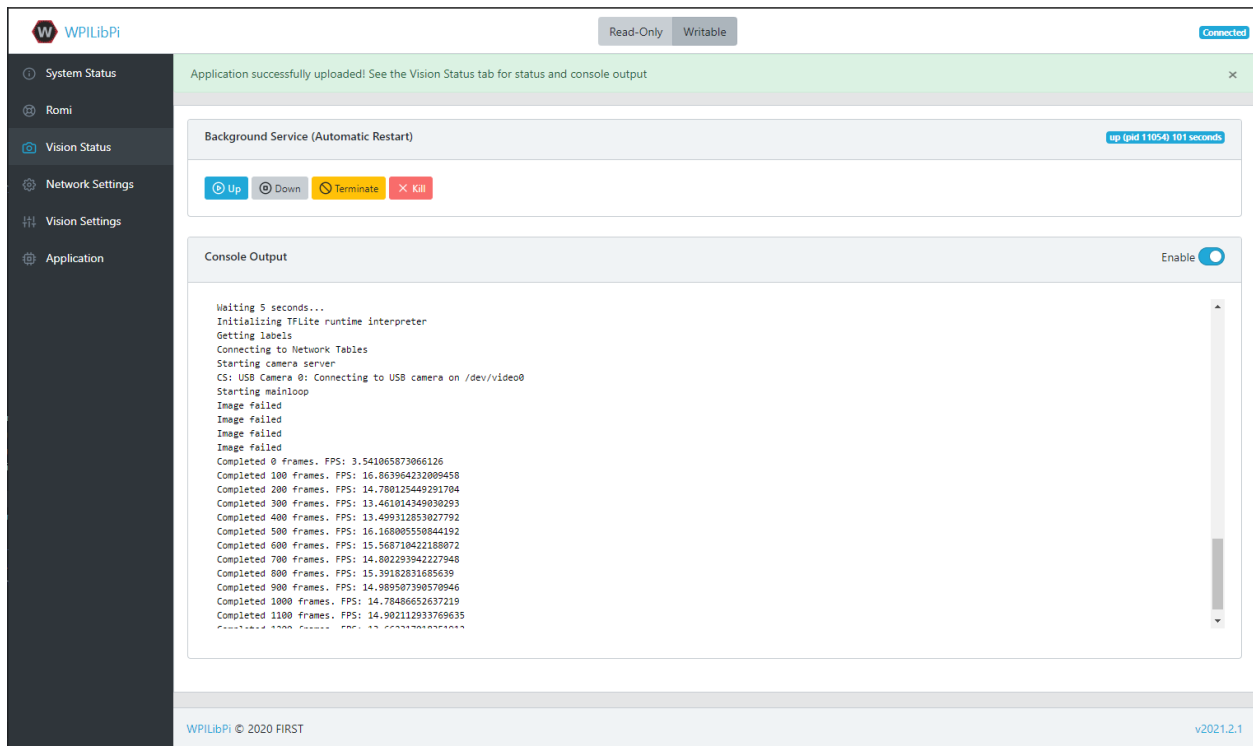 W WPILibPi
Read-Only Writable
Connected
System Status
Romi
Vision Status
Network Settings
Vision Settings
Application
Application successfully uploaded! See the Vision Status tab for status and console output ×
Background Service (Automatic Restart)
up (pid 11054) 101 seconds
Up Down Terminate Kill
Console Output
Enable
Waiting 5 seconds...
Initializing TFLite runtime interpreter
Getting labels
Connecting to Network Tables
Starting camera server
CS: USB Camera 0: Connecting to USB camera on /dev/video0
Starting mainloop
Image failed
Image failed
Image failed
Image failed
Completed 0 frames. FPS: 3.541065873066126
Completed 100 frames. FPS: 16.863964232009458
Completed 200 frames. FPS: 14.780125449291704
Completed 300 frames. FPS: 13.461014349030293
Completed 400 frames. FPS: 13.499312853027792
Completed 500 frames. FPS: 16.168005550844192
Completed 600 frames. FPS: 15.568710422188072
Completed 700 frames. FPS: 14.802293942227948
Completed 800 frames. FPS: 15.39182831685639
Completed 900 frames. FPS: 14.989507390570946
Completed 1000 frames. FPS: 14.78486652637219
Completed 1100 frames. FPS: 14.902112933769635
Completed 1200 frames. FPS:
WPILibPi © 2020 FIRST
v2021.2.1